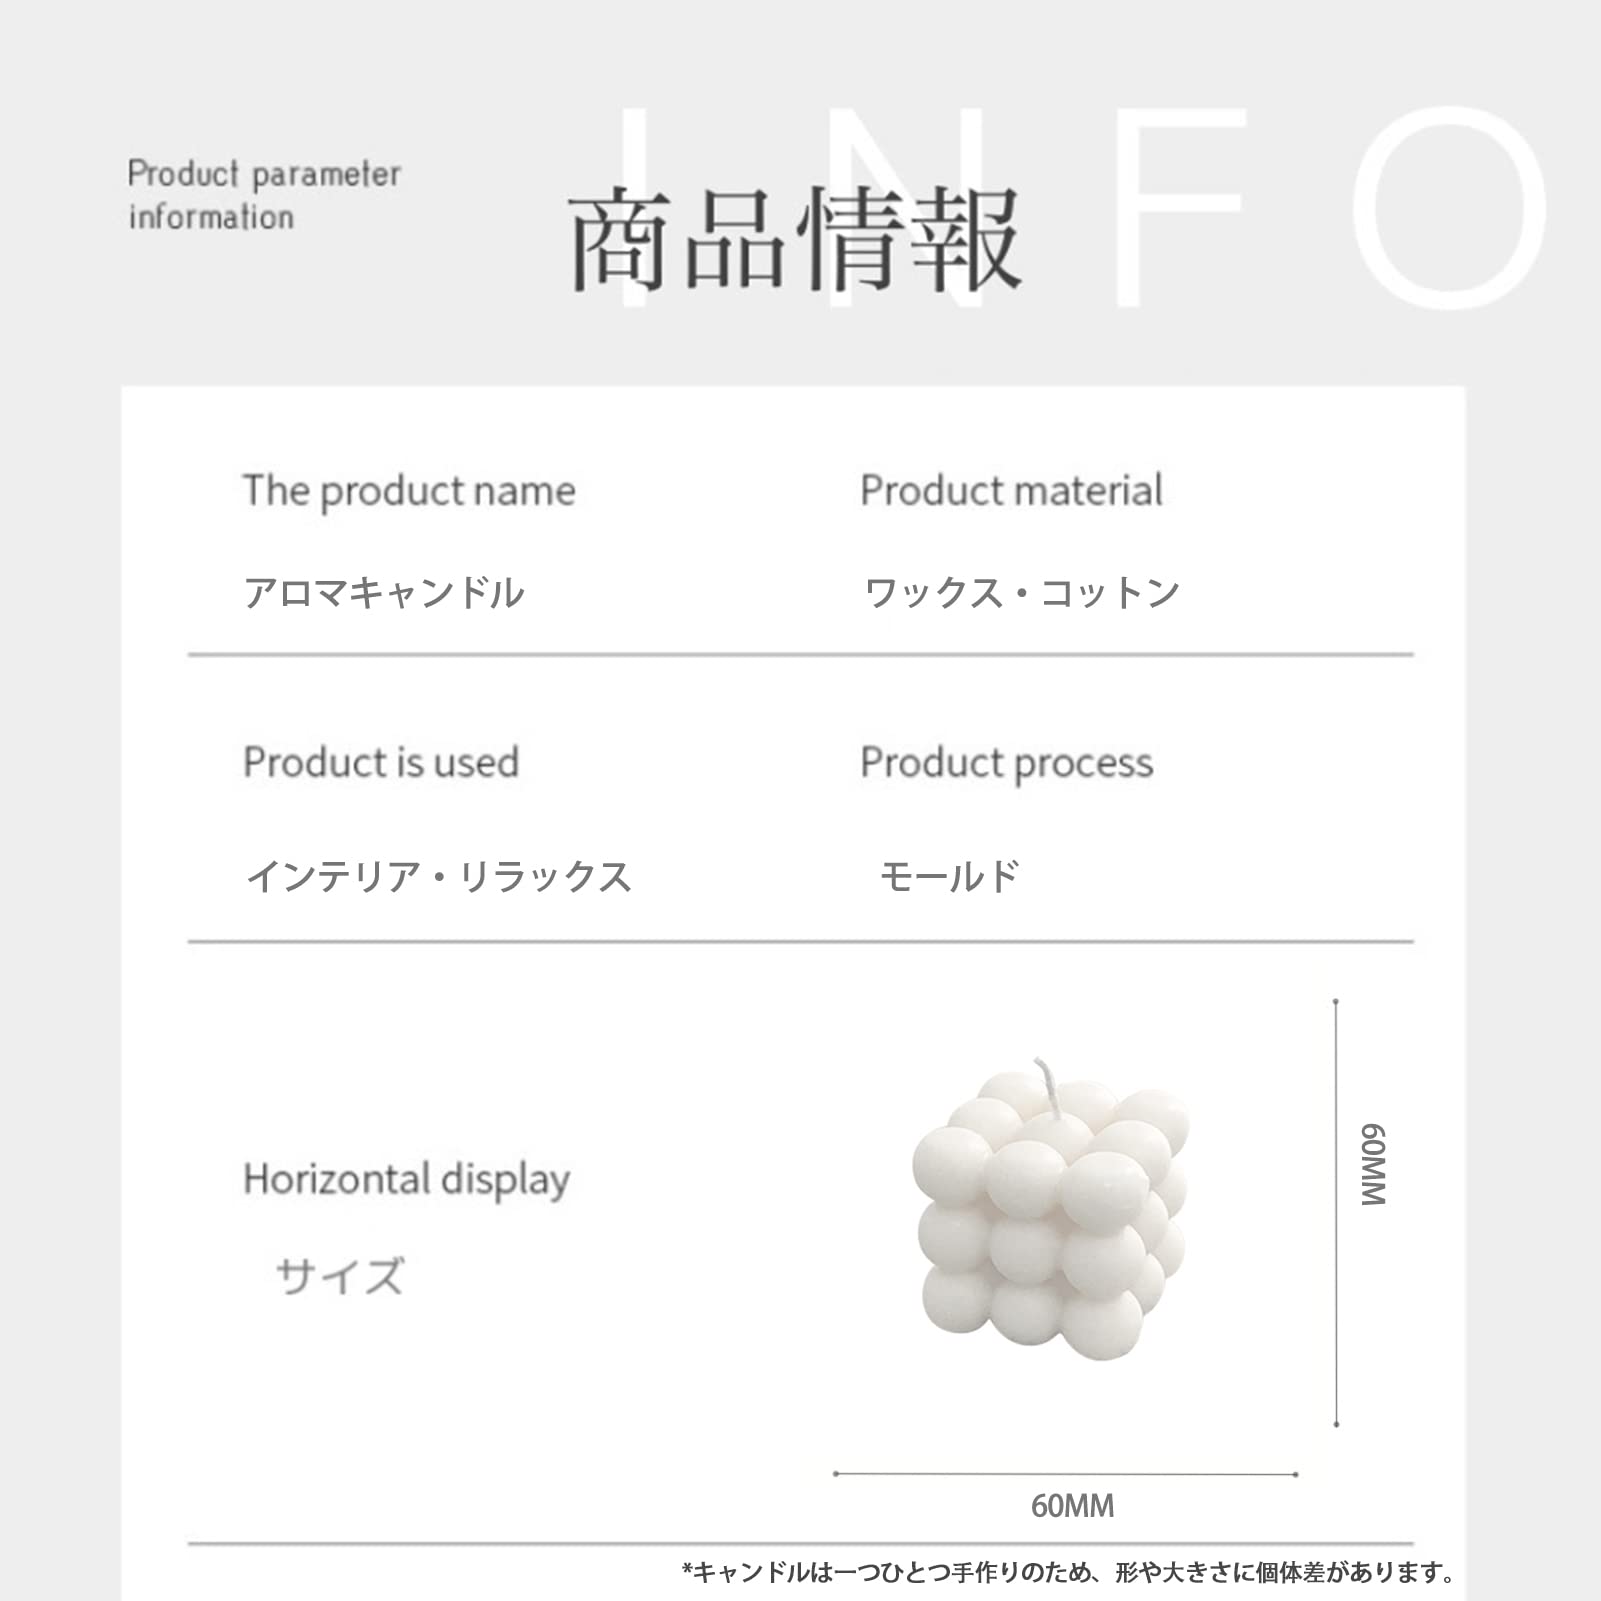 INFO
Product parameter
information
商品情報
The product name
Product material
アロマキャンドル
ワックス・コットン
Product is used
Product process
インテリア・リラックス
モールド
Horizontal display
サイズ
60MM
60MM
*キャンドルは一つひとつ手作りのため、形や大きさに個体差があります。